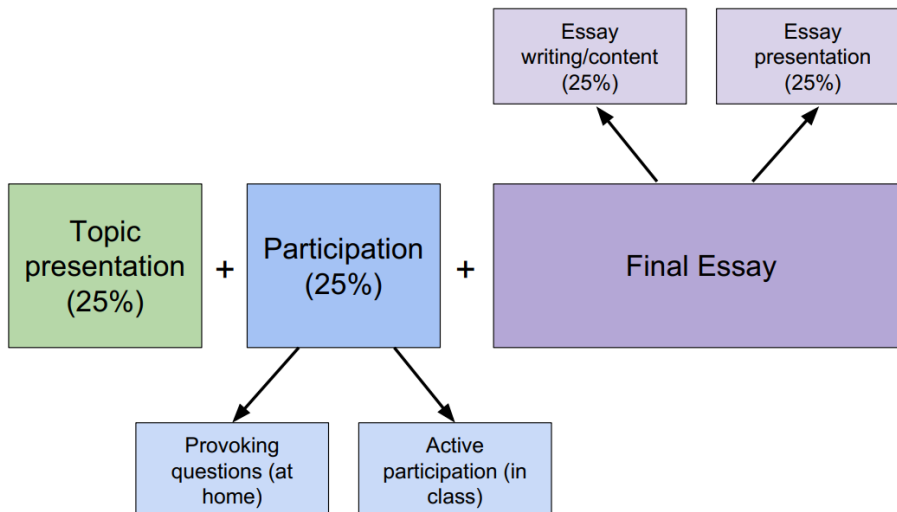 Essay
writing/content
(25%)
Essay
presentation
(25%)
Topic
presentation
(25%)
+
Participation
(25%)
+
Final Essay
Provoking
questions (at
home)
Active
participation (in
class)